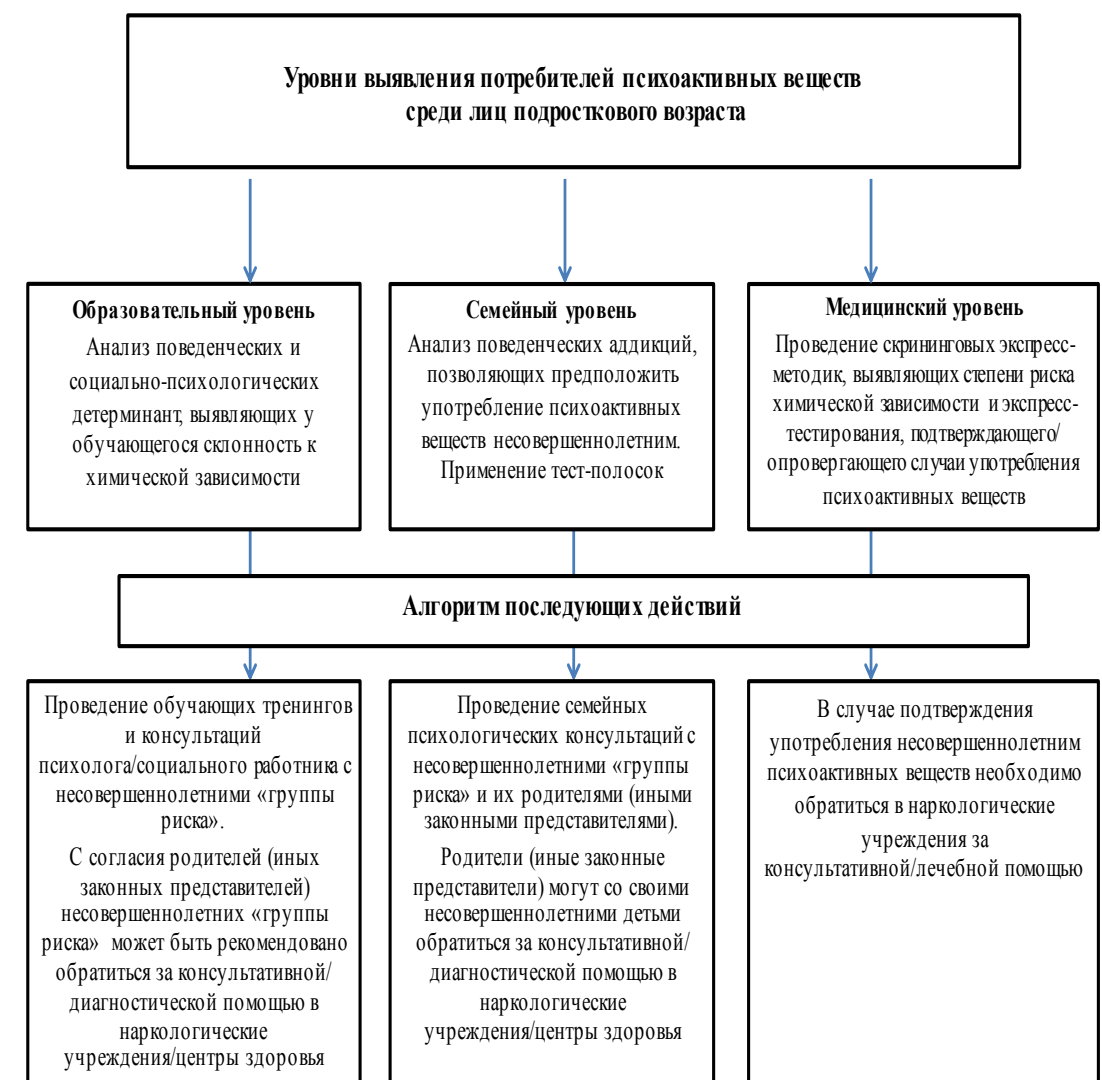 Уровни выявления потребителей психоактивных веществ
среди лиц подросткового возраста
Образовательный уровень
Анализ поведенческих и
социально-психологических
детерминант, выявляющих у
обучающегося склонность к
химической зависимости
Семейный уровень
Анализ поведенческих аддикций,
позволяющих предположить
употребление психоактивных
веществ несовершеннолетним.
Применение тест-полосок
Медицинский уровень
Проведение скрининговых экспресс-
методик, выявляющих степени риска
химической зависимости и экспресс-
тестирования, подтверждающего/
опровергающего случаи употребления
психоактивных веществ
Алгоритм последующих действий
Проведение обучающих тренингов
и консультаций
психолога/социального работника с
несовершеннолетними «группы
риска».
С согласия родителей (иных
законных представителей)
несовершеннолетних «группы
риска» может быть рекомендовано
обратиться за консультативной/
диагностической помощью в
наркологические
учреждения/центры здоровья
Проведение семейных
психологических консультаций с
несовершеннолетними «группы
риска» и их родителями (иными
законными представителями).
Родители (иные законные
представители) могут со своими
несовершеннолетними детьми
обратиться за консультативной/
диагностической помощью в
наркологические
учреждения/центры здоровья
В случае подтверждения
употребления несовершеннолетним
психоактивных веществ необходимо
обратиться в наркологические
учреждения за
консультативной/лечебной помощью